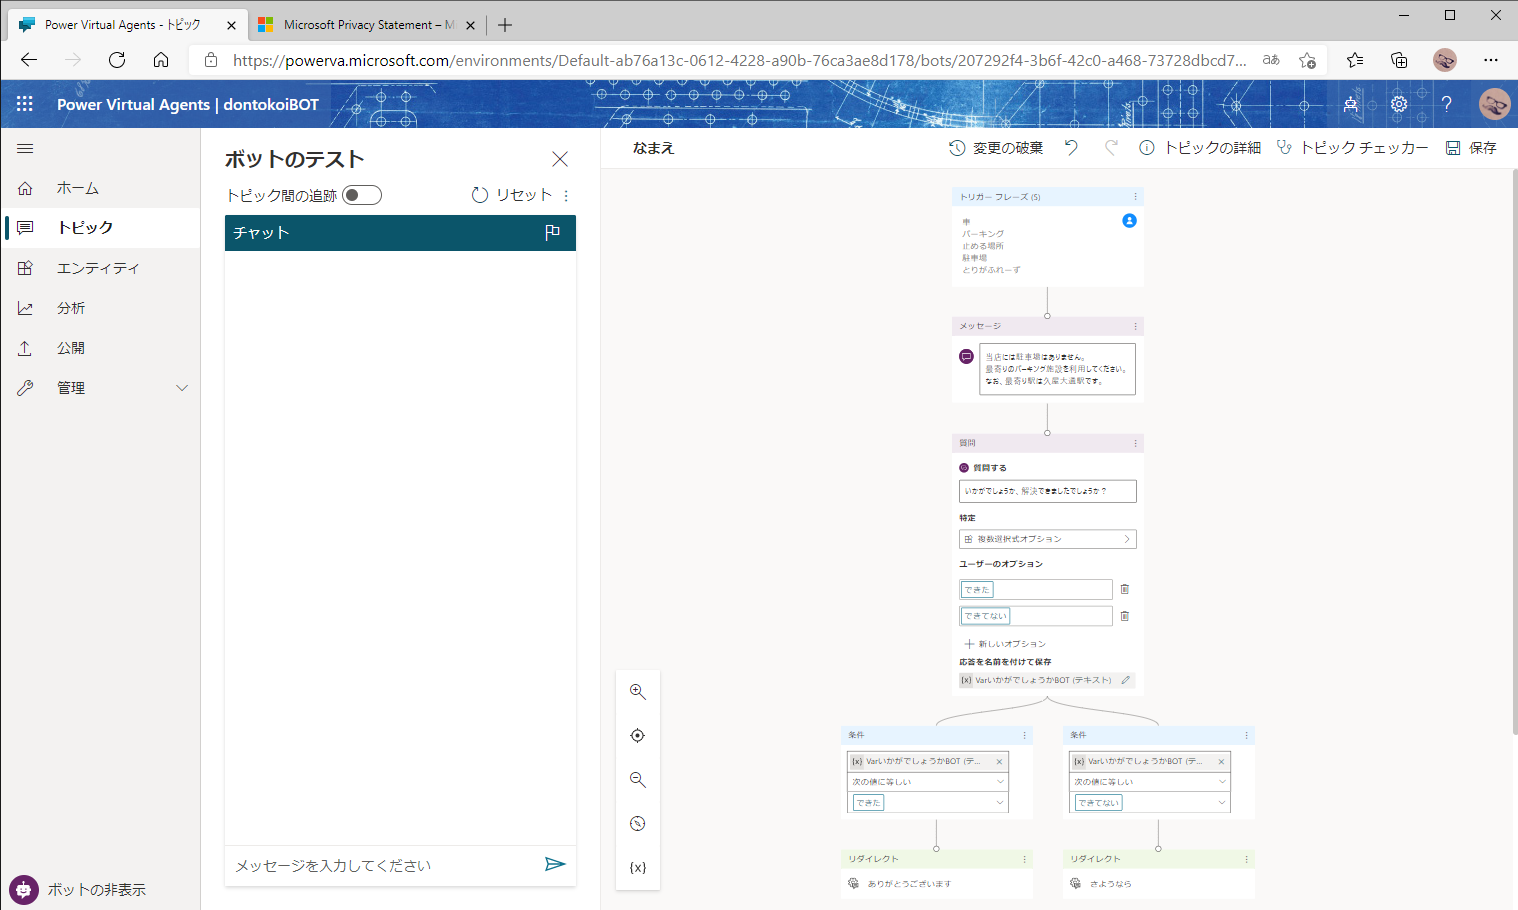 Power Virtual Agents - トピック
Microsoft Privacy Statement – M
https://powerva.microsoft.com/environments/Default-ab76a13c-0612-4228-a90b-76ca3ae8d178/bots/207292f4-3b6f-42c0-a468-73728dbcd7...
Power Virtual Agents | dontokoiBOT
ホーム
トピック
エンティティ
分析
公開
管理
ボットの非表示
ボットのテスト
トピック間の追跡
リセット
チャット
メッセージを入力してください
なまえ
変更の破棄
トピックの詳細
トピック チェッカー
保存
トリガー フレーズ (5)
車
パーキング
止める場所
駐車場
とりがふれーず
メッセージ
当店には駐車場はありません。
最寄りのパーキング施設を利用してください。
なお、最寄り駅は久屋大通駅です。
質問
質問する
いかがでしょうか、解決できましたでしょうか？
特定
複数選択式オプション
ユーザーのオプション
できた
できてない
新しいオプション
応答を名前を付けて保存
{x} VarいかがでしょうかBOT (テキスト)
条件
{x} VarいかがでしょうかBOT (テ...
次の値に等しい
できた
リダイレクト
ありがとうございます
条件
{x} VarいかがでしょうかBOT (テ...
次の値に等しい
できてない
リダイレクト
さようなら
{x}